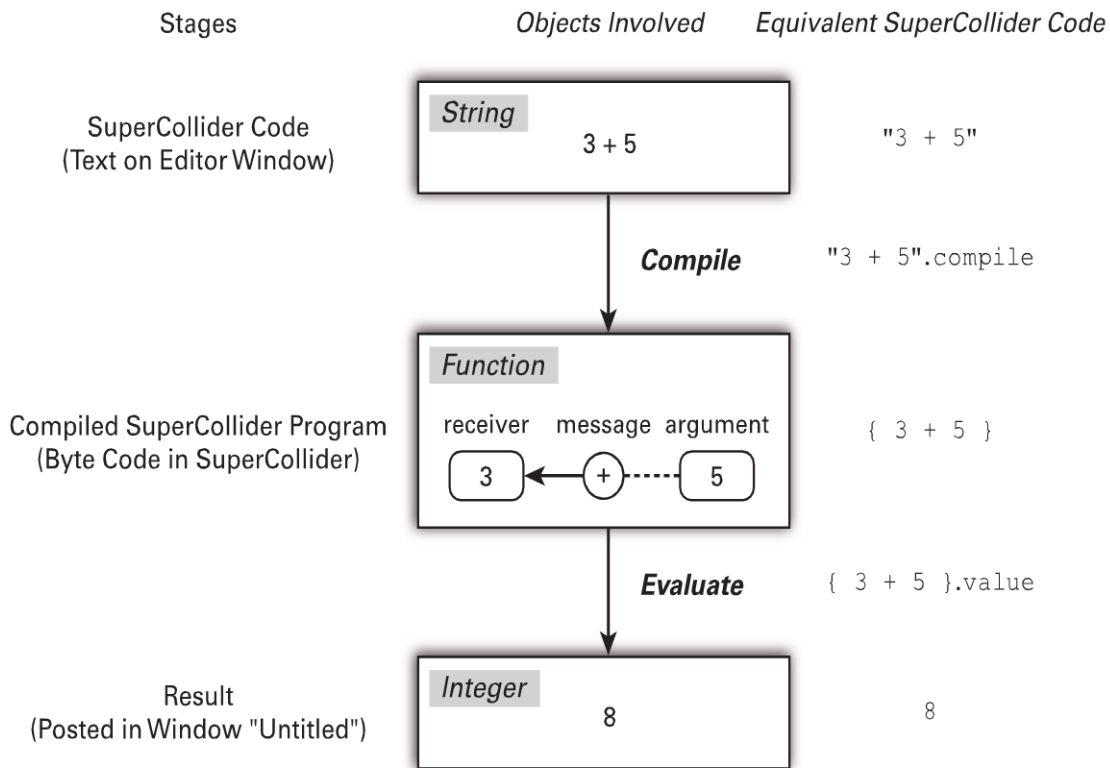 Stages
Objects Involved
Equivalent SuperCollider Code
SuperCollider Code
(Text on Editor Window)
String
3 + 5
"3 + 5"
Compile
"3 + 5".compile
Compiled SuperCollider Program
(Byte Code in SuperCollider)
Function
receiver message argument
3 + 5
{ 3 + 5 }
Evaluate
{ 3 + 5 }.value
Result
(Posted in Window "Untitled")
Integer
8
8